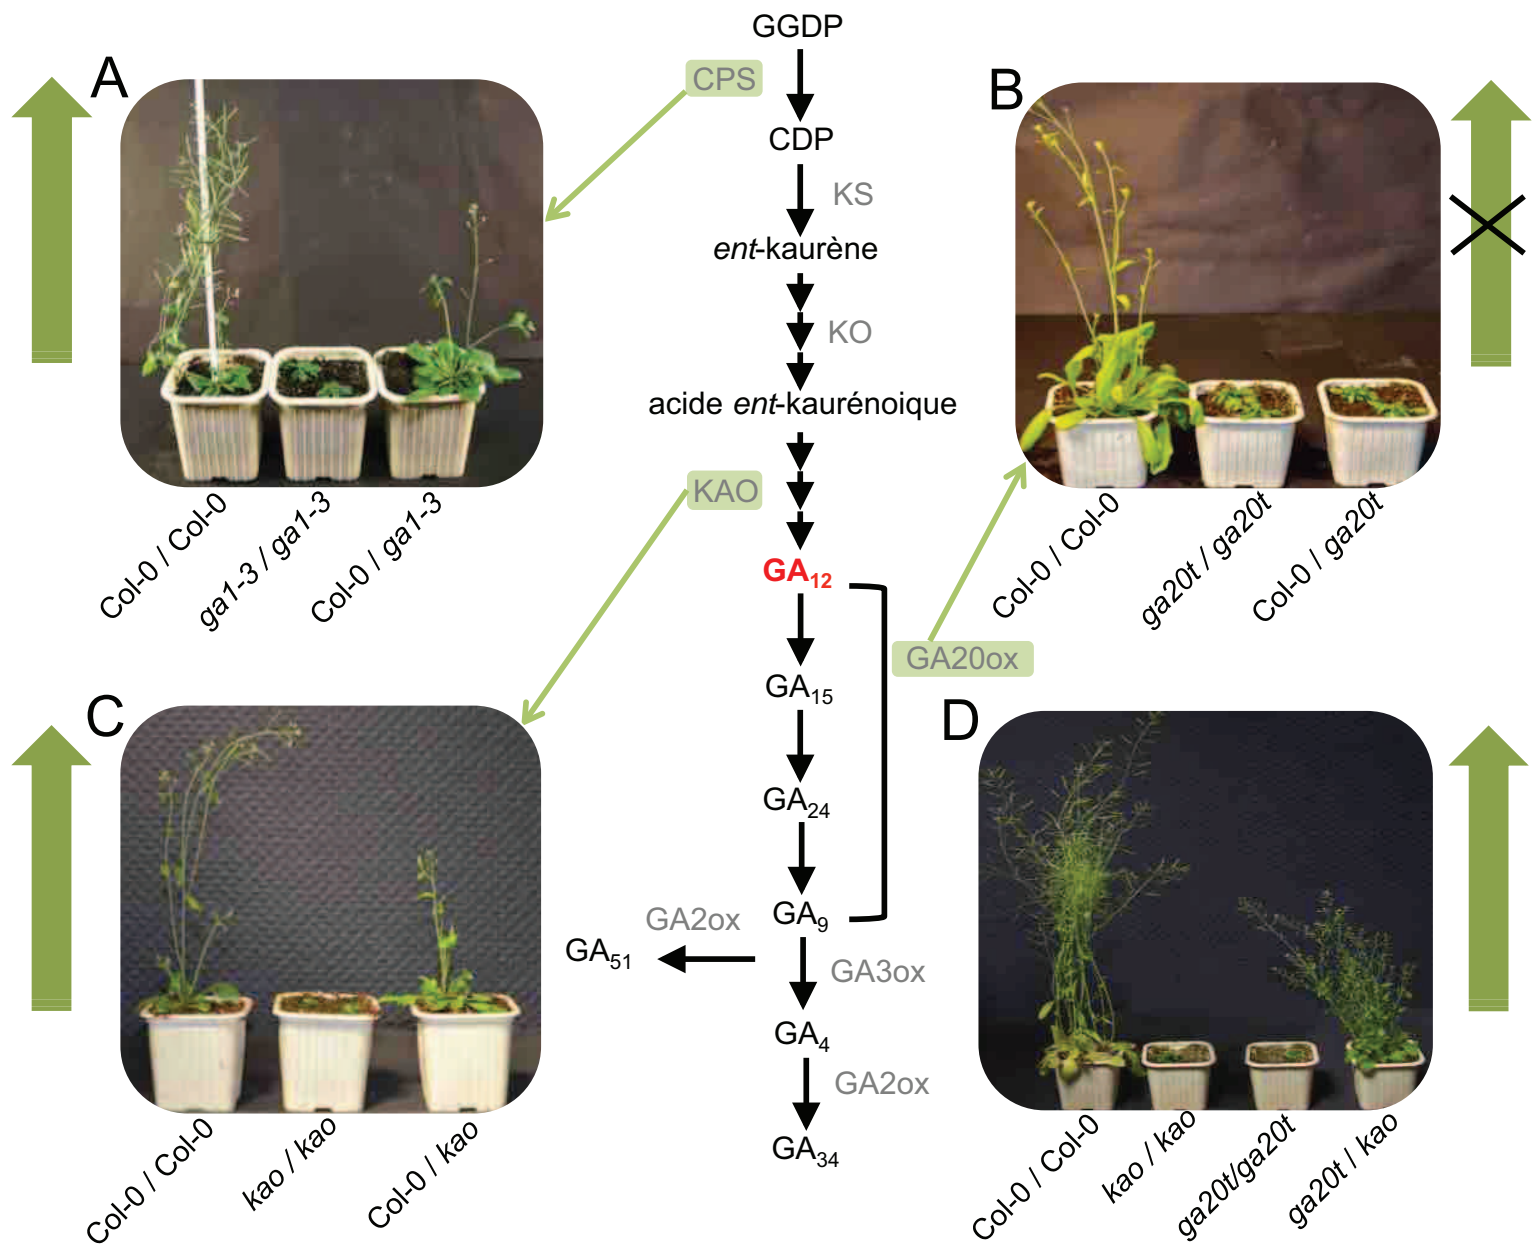 GGDP
CPS
CDP
KS
ent-kaurène
KO
acide ent-kaurénoique
KAO
GA12
GA15
GA20ox
GA24
GA9
GA2ox
GA51
GA3ox
GA4
GA2ox
GA34
A
Col-0 / Col-0
ga1-3 / ga1-3
Col-0 / ga1-3
B
Col-0 / Col-0
ga20t / ga20t
Col-0 / ga20t
C
Col-0 / Col-0
kao / kao
Col-0 / kao
D
Col-0 / Col-0
kao / kao
ga20t/ga20t
ga20t / kao